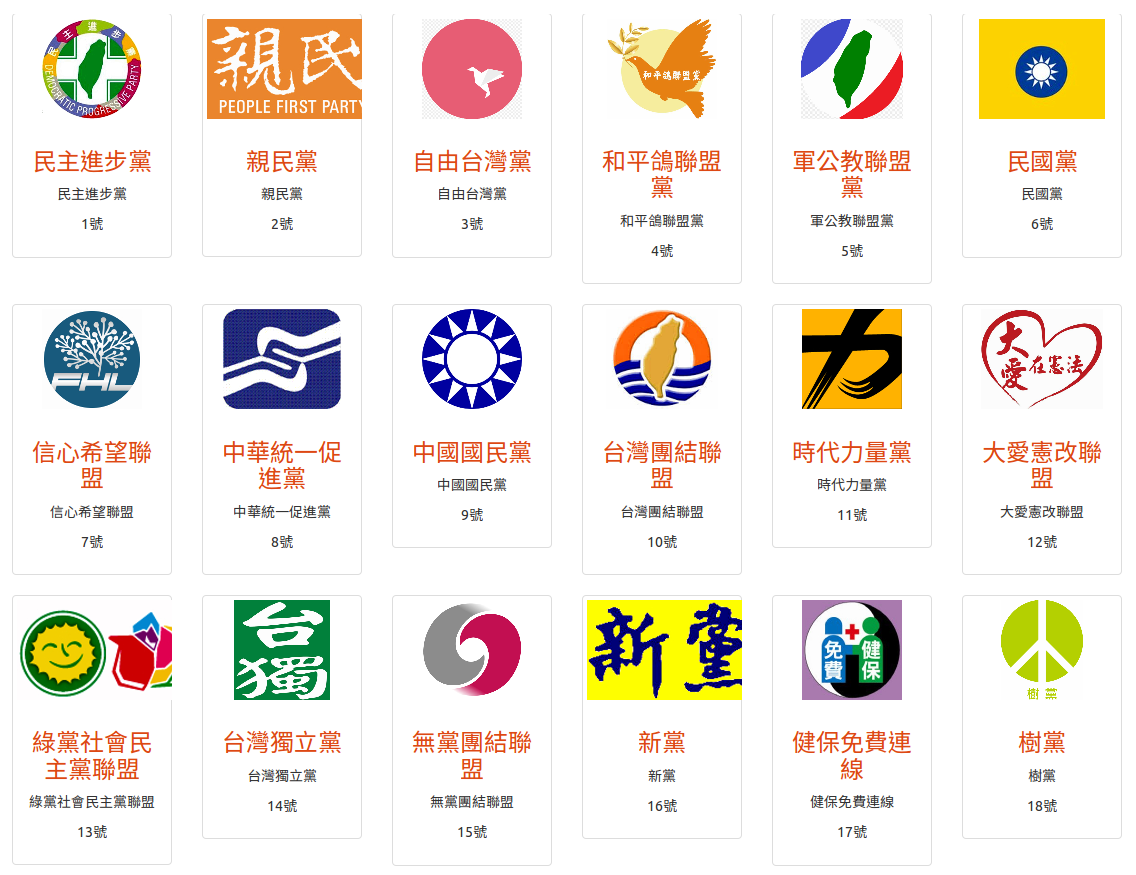 民主進步黨
DEMOCRATIC PROGRESSIVE PARTY
民主進步黨
民主進步黨
1號
親民
PEOPLE FIRST PARTY
親民黨
親民黨
2號
自由台灣黨
自由台灣黨
3號
和平鴿聯盟黨
和平鴿聯盟
黨
和平鴿聯盟黨
4號
軍公教聯盟
黨
軍公教聯盟黨
5號
民國黨
民國黨
6號
FHL
信心希望聯
盟
信心希望聯盟
7號
中華統一促
進黨
中華統一促進黨
8號
中國國民黨
中國國民黨
9號
台灣團結聯
盟
台灣團結聯盟
10號
力
時代力量黨
時代力量黨
11號
大愛在憲法
大愛憲改聯
盟
大愛憲改聯盟
12號
綠黨社會民
主黨聯盟
綠黨社會民主黨聯盟
13號
台獨
台灣獨立黨
台灣獨立黨
14號
無黨團結聯
盟
無黨團結聯盟
15號
新黨
新黨
新黨
16號
免費
健保
健保免費連
線
健保免費連線
17號
樹黨
樹黨
樹黨
18號